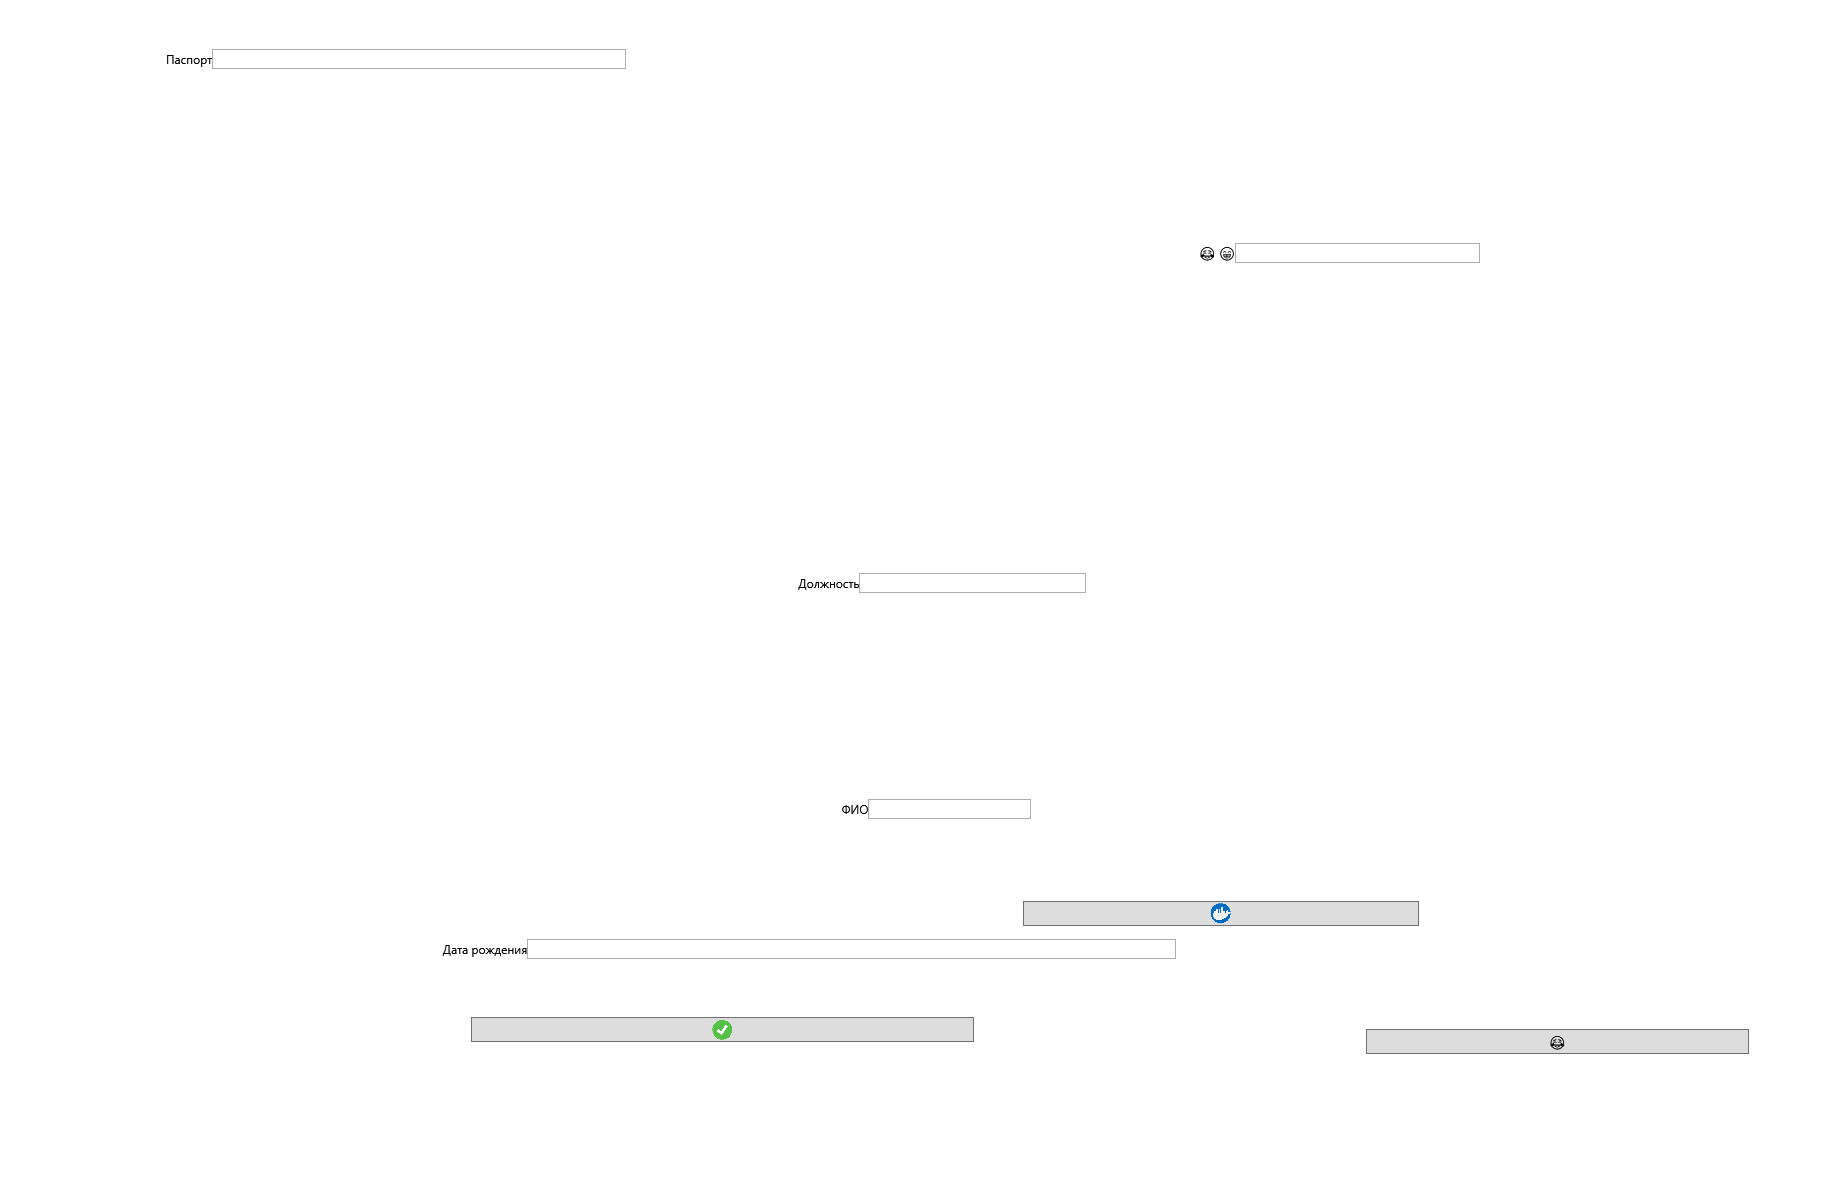 Паспорт
😂 😁
Должность
ФИО
Дата рождения
😂